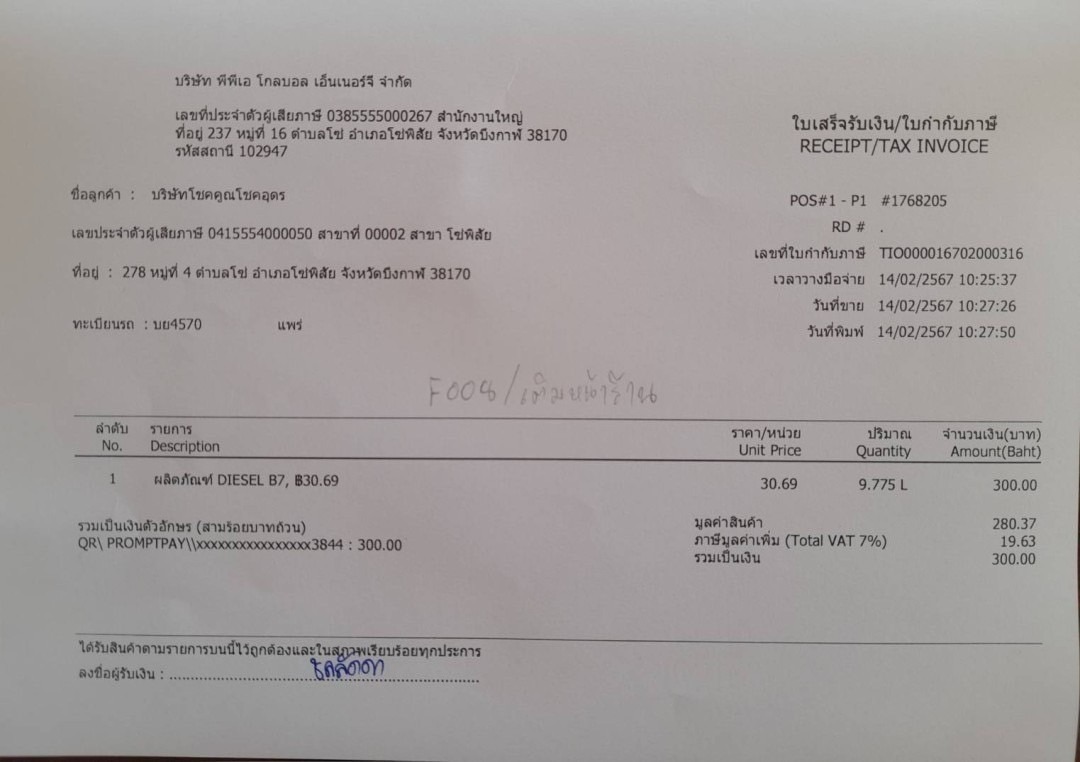 บริษัท พีพีเอ โกลบอล เอ็นเนอร์จี จำกัด
เลขที่ประจำตัวผู้เสียภาษี 0385555000267 สำนักงานใหญ่
ที่อยู่ 237 หมู่ที่ 16 ตำบลโซ่ อำเภอโซ่พิสัย จังหวัดบึงกาฬ 38170
รหัสสถานี 102947
ใบเสร็จรับเงิน/ใบกำกับภาษี
RECEIPT/TAX INVOICE
ชื่อลูกค้า : บริษัทโชคคูณโชคอุดร
เลขประจำตัวผู้เสียภาษี 0415554000050 สาขาที่ 00002 สาขา โซ่พิสัย
ที่อยู่ : 278 หมู่ที่ 4 ตำบลโซ่ อำเภอโซ่พิสัย จังหวัดบึงกาฬ 38170
ทะเบียนรถ : บย4570 แพร่
POS#1 - P1 #1768205
RD # .
เลขที่ใบกำกับภาษี TIO000016702000316
เวลาวางมือจ่าย 14/02/2567 10:25:37
วันที่ขาย 14/02/2567 10:27:26
วันที่พิมพ์ 14/02/2567 10:27:50
F008/เติมหน้าร้าน
ลำดับ รายการ ราคา/หน่วย ปริมาณ จำนวนเงิน(บาท)
No. Description Unit Price Quantity Amount(Baht)
1 ผลิตภัณฑ์ DIESEL B7, ฿30.69 30.69 9.775 L 300.00
รวมเป็นเงินตัวอักษร (สามร้อยบาทถ้วน)
QR\ PROMPTPAY\\xxxxxxxxxxxxxxxx3844 : 300.00
มูลค่าสินค้า 280.37
ภาษีมูลค่าเพิ่ม (Total VAT 7%) 19.63
รวมเป็นเงิน 300.00
ได้รับสินค้าตามรายการบนนี้ไว้ถูกต้องและในสภาพเรียบร้อยทุกประการ
ลงชื่อผู้รับเงิน :